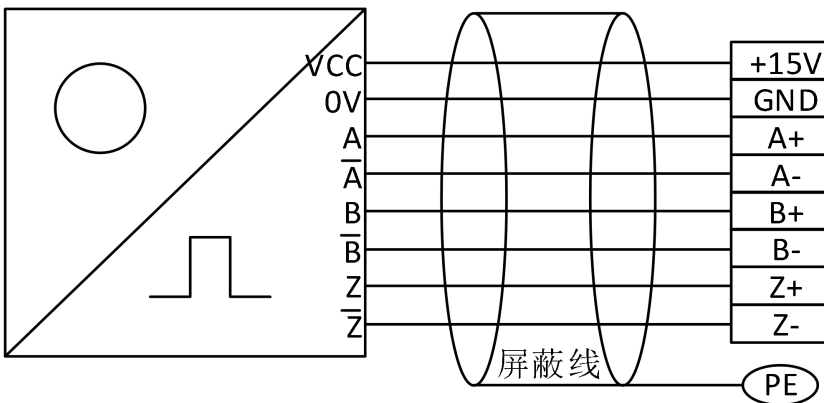 VCC +15V
0V GND
A A+
A̅ A-
B B+
B̅ B-
Z Z+
Z̅ Z-
屏蔽线
PE